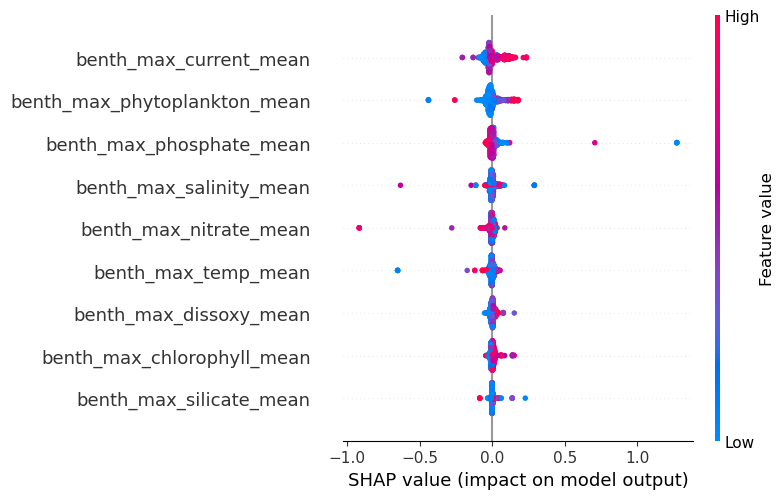 High
benth_max_current_mean
benth_max_phytoplankton_mean
benth_max_phosphate_mean
benth_max_salinity_mean
benth_max_nitrate_mean
benth_max_temp_mean
benth_max_dissoxy_mean
benth_max_chlorophyll_mean
benth_max_silicate_mean
Feature value
Low
−1.0 −0.5 0.0 0.5 1.0
SHAP value (impact on model output)